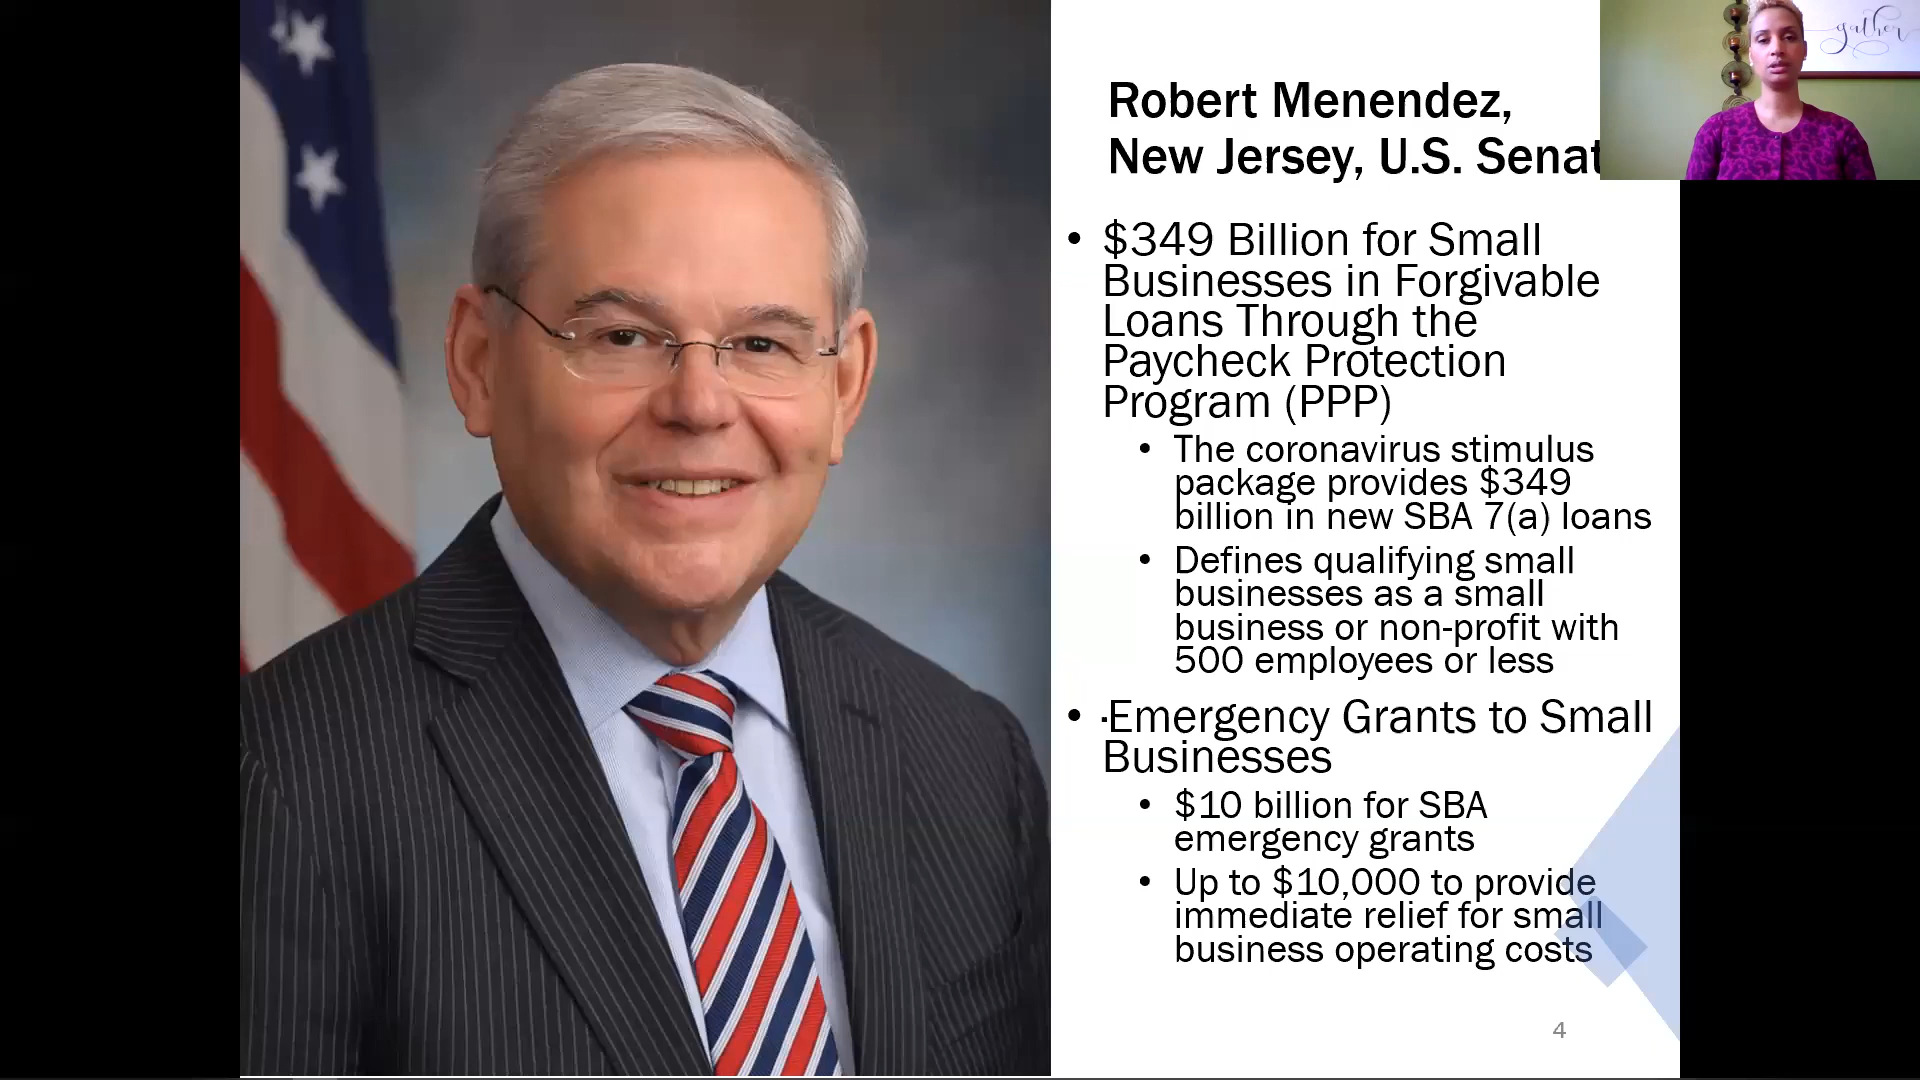 Robert Menendez,
New Jersey, U.S. Senat
gather
• $349 Billion for Small
Businesses in Forgivable
Loans Through the
Paycheck Protection
Program (PPP)
• The coronavirus stimulus
package provides $349
billion in new SBA 7(a) loans
• Defines qualifying small
businesses as a small
business or non-profit with
500 employees or less
• ·Emergency Grants to Small
Businesses
• $10 billion for SBA
emergency grants
• Up to $10,000 to provide
immediate relief for small
business operating costs
4